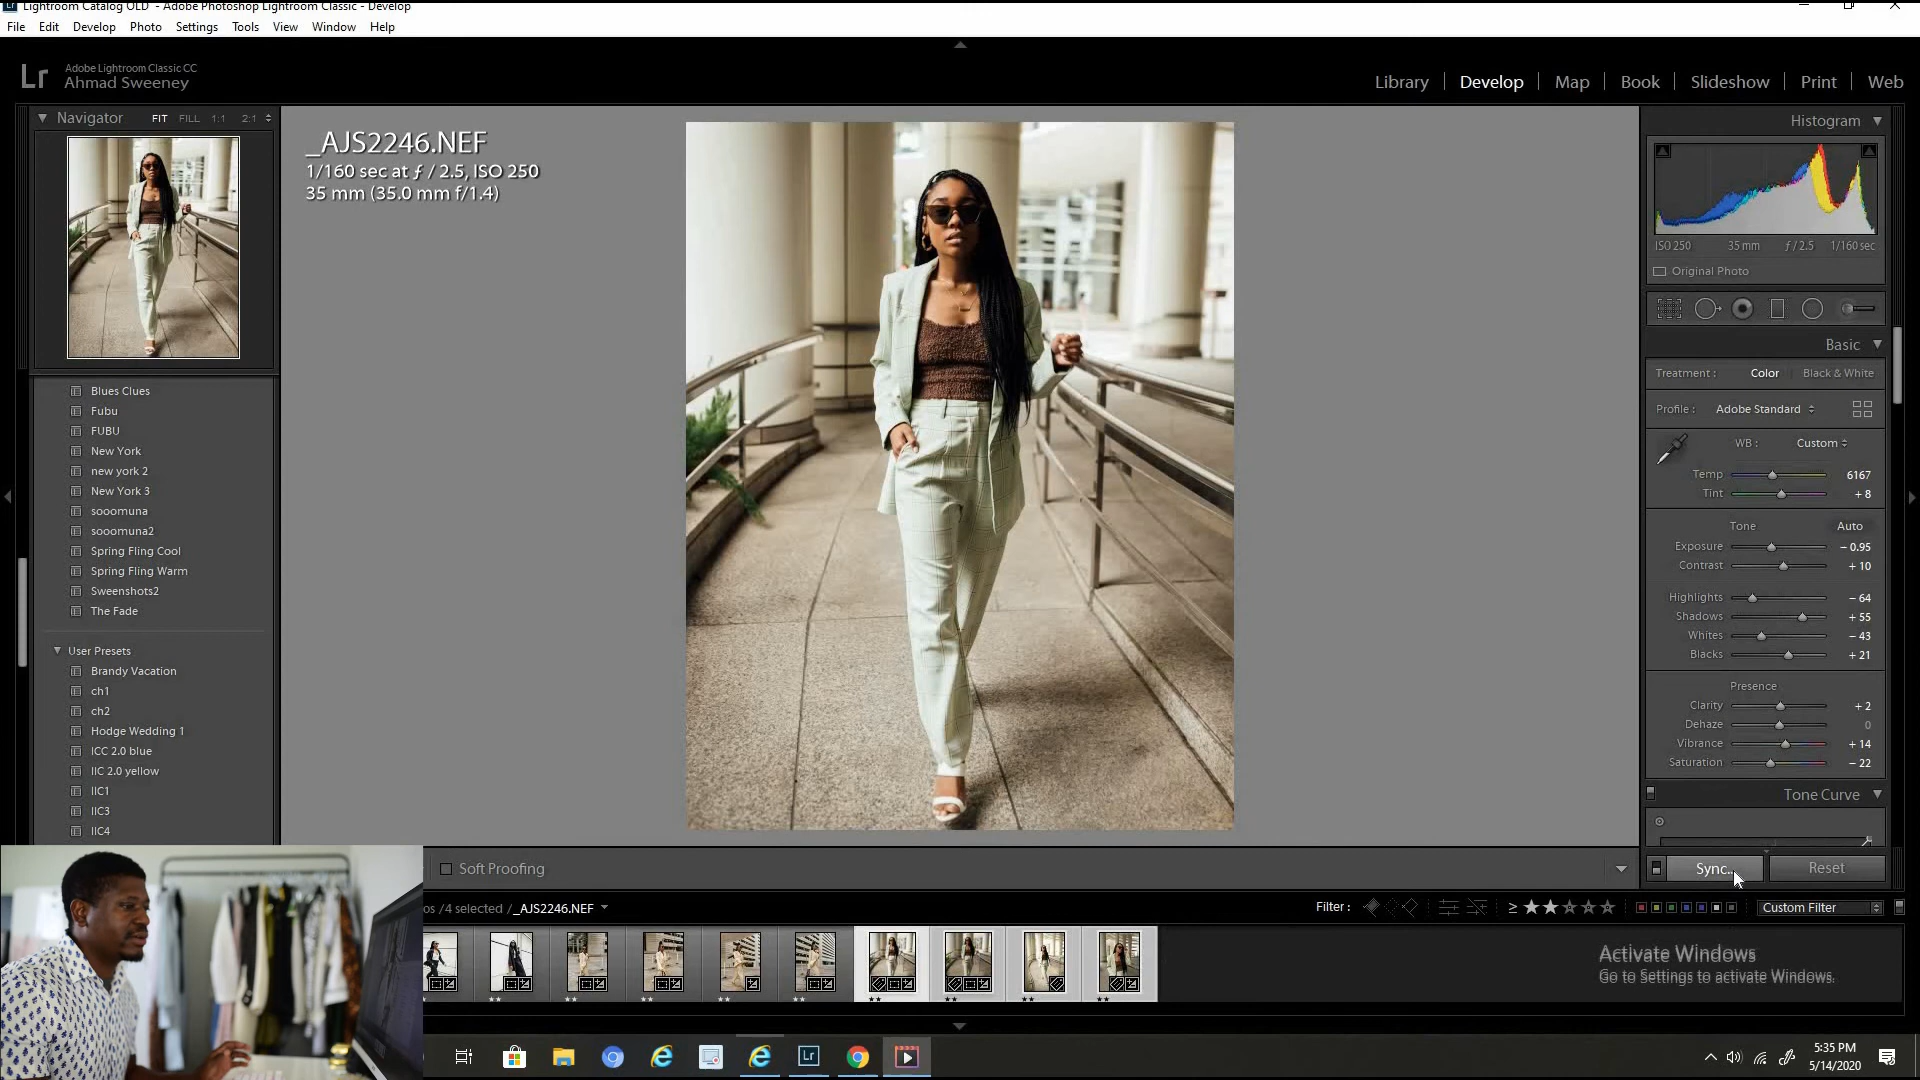 Lightroom Catalog OLD - Adobe Photoshop Lightroom Classic - Develop
File Edit Develop Photo Settings Tools View Window Help
Lr Adobe Lightroom Classic CC
Ahmad Sweeney
Library Develop Map Book Slideshow Print Web
Navigator FIT FILL 1:1 2:1
Blues Clues
Fubu
FUBU
New York
new york 2
New York 3
sooomuna
sooomuna2
Spring Fling Cool
Spring Fling Warm
Sweenshots2
The Fade
User Presets
Brandy Vacation
ch1
ch2
Hodge Wedding 1
ICC 2.0 blue
IIC 2.0 yellow
IIC1
IIC3
IIC4
_AJS2246.NEF
1/160 sec at ƒ / 2.5, ISO 250
35 mm (35.0 mm f/1.4)
Histogram
ISO 250 35 mm ƒ / 2.5 1/160 sec
Original Photo
Basic
Treatment : Color Black & White
Profile : Adobe Standard
WB : Custom
Temp 6167
Tint + 8
Tone Auto
Exposure − 0.95
Contrast + 10
Highlights − 64
Shadows + 55
Whites − 43
Blacks + 21
Presence
Clarity + 2
Dehaze 0
Vibrance + 14
Saturation − 22
Tone Curve
Soft Proofing
Sync... Reset
os /4 selected /_AJS2246.NEF
Filter : ≥ Custom Filter
Activate Windows
Go to Settings to activate Windows.
Lr
5:35 PM
5/14/2020